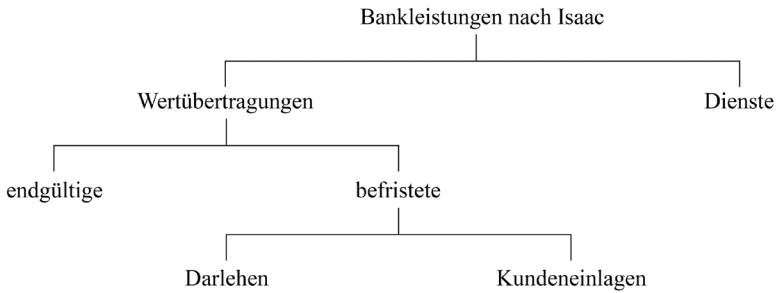 Bankleistungen nach Isaac
Wertübertragungen
Dienste
endgültige
befristete
Darlehen
Kundeneinlagen